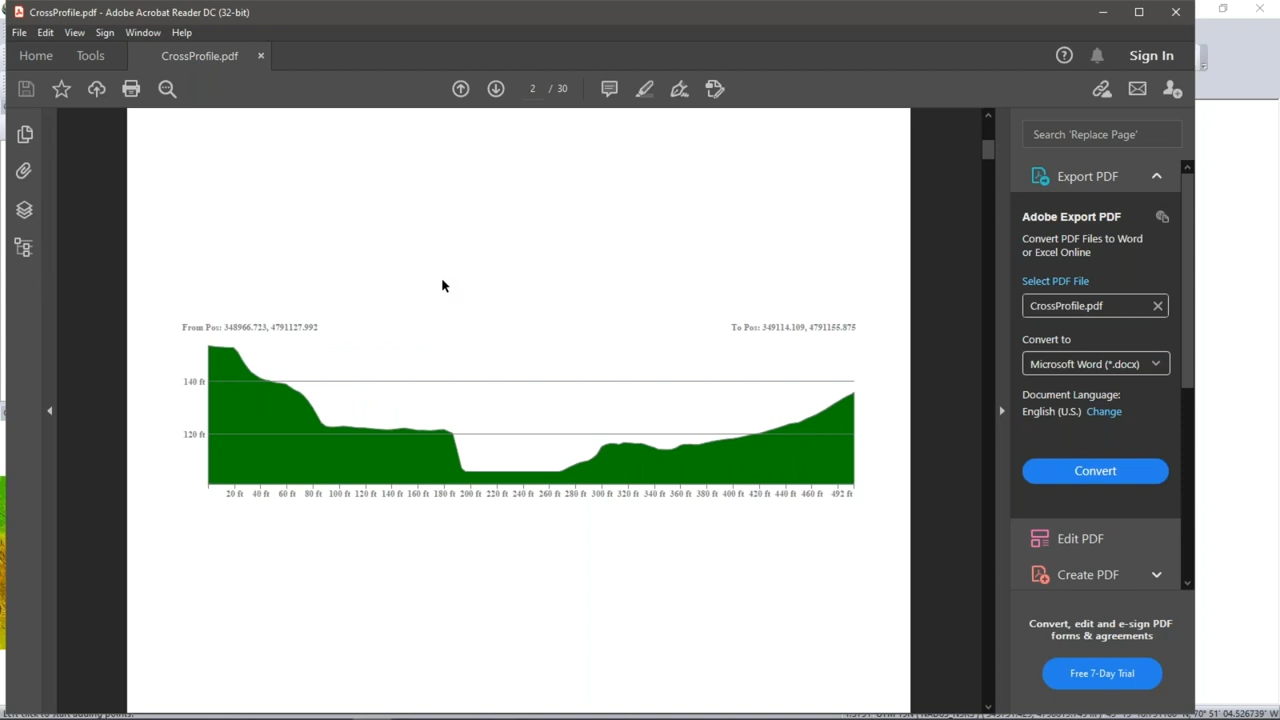 CrossProfile.pdf - Adobe Acrobat Reader DC (32-bit)
File Edit View Sign Window Help
Home Tools CrossProfile.pdf Sign In
2 / 30
Search 'Replace Page'
Export PDF
Adobe Export PDF
Convert PDF Files to Word
or Excel Online
Select PDF File
CrossProfile.pdf
Convert to
Microsoft Word (*.docx)
Document Language:
English (U.S.) Change
Convert
Edit PDF
Create PDF
Convert, edit and e-sign PDF
forms & agreements
Free 7-Day Trial
From Pos: 348966.723, 4791127.992
To Pos: 349114.109, 4791155.875
140 ft
120 ft
20 ft 40 ft 60 ft 80 ft 100 ft 120 ft 140 ft 160 ft 180 ft 200 ft 220 ft 240 ft 260 ft 280 ft 300 ft 320 ft 340 ft 360 ft 380 ft 400 ft 420 ft 440 ft 460 ft 492 ft